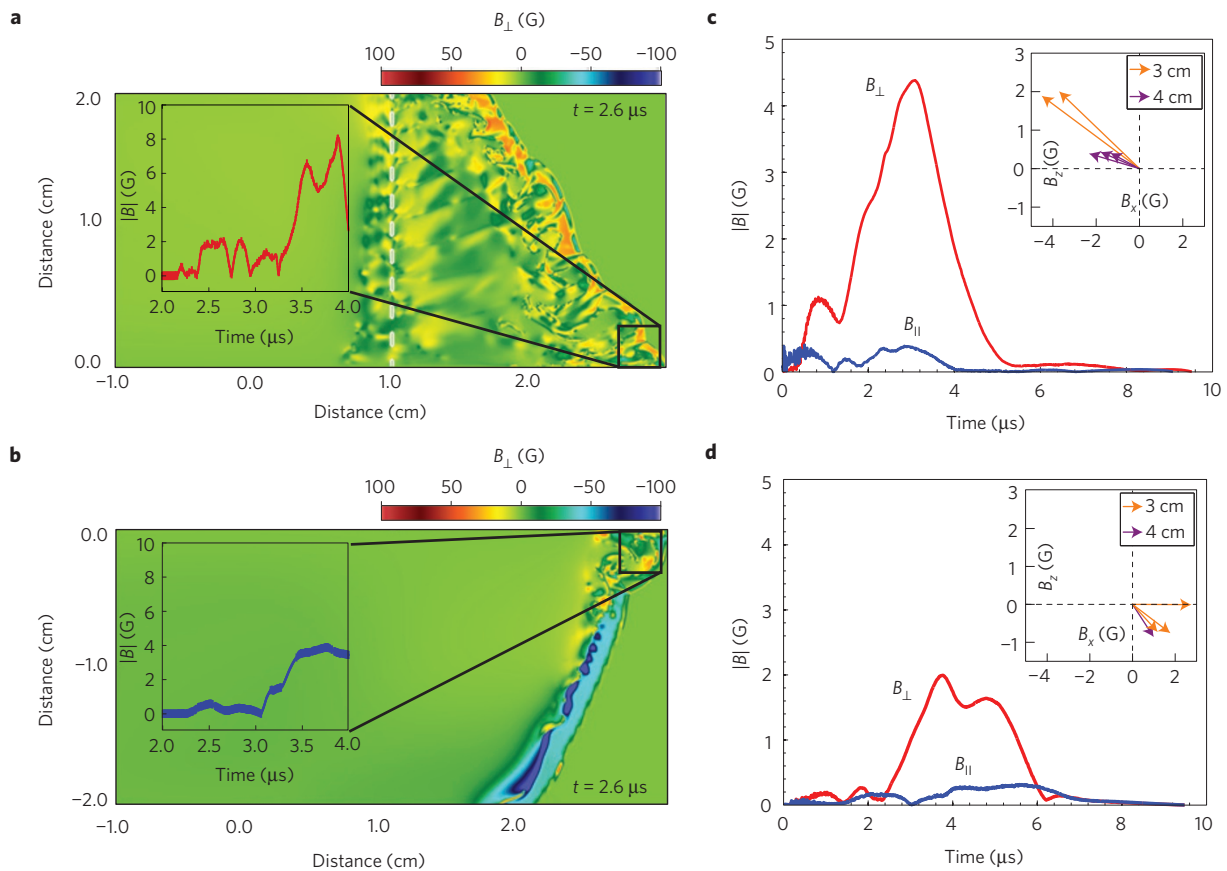 a
B⊥ (G)
100 50 0 −50 −100
t = 2.6 µs
2.0
1.0
0.0
Distance (cm)
10
8
6
4
2
0
|B| (G)
2.0 2.5 3.0 3.5 4.0
Time (µs)
−1.0 0.0 1.0 2.0
Distance (cm)
b
B⊥ (G)
100 50 0 −50 −100
0.0
−1.0
−2.0
Distance (cm)
10
8
6
4
2
0
|B| (G)
2.0 2.5 3.0 3.5 4.0
Time (µs)
t = 2.6 µs
−1.0 0.0 1.0 2.0
Distance (cm)
c
5
4
3
2
1
0
|B| (G)
B⊥
B||
0 2 4 6 8 10
Time (µs)
3 cm
4 cm
3
2
1
0
−1
Bz (G)
Bx (G)
−4 −2 0 2
d
5
4
3
2
1
0
|B| (G)
B⊥
B||
0 2 4 6 8 10
Time (µs)
3 cm
4 cm
3
2
1
0
−1
Bz (G)
Bx (G)
−4 −2 0 2